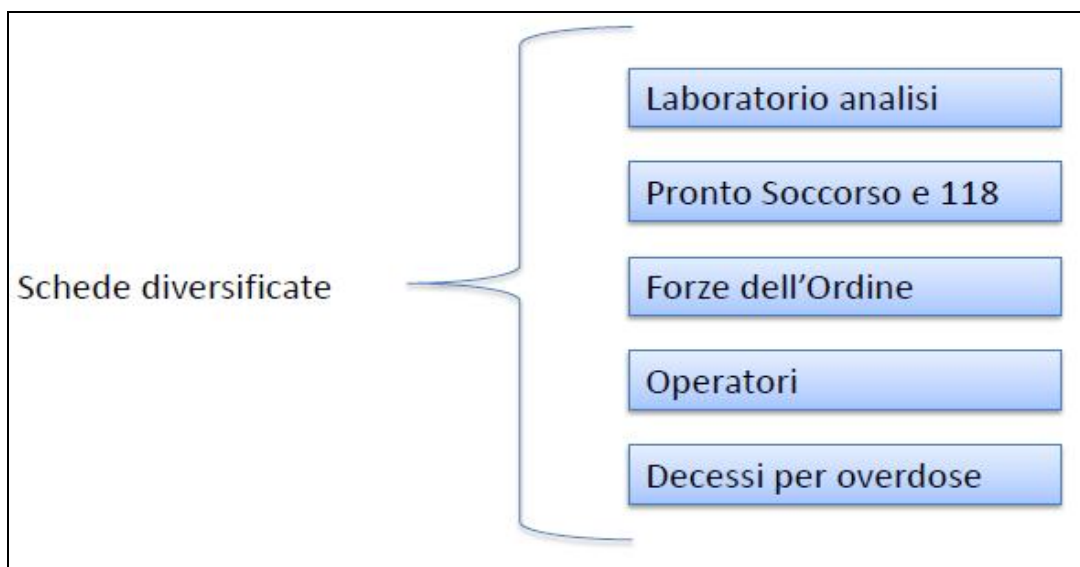 Laboratorio analisi
Pronto Soccorso e 118
Schede diversificate
Forze dell’Ordine
Operatori
Decessi per overdose